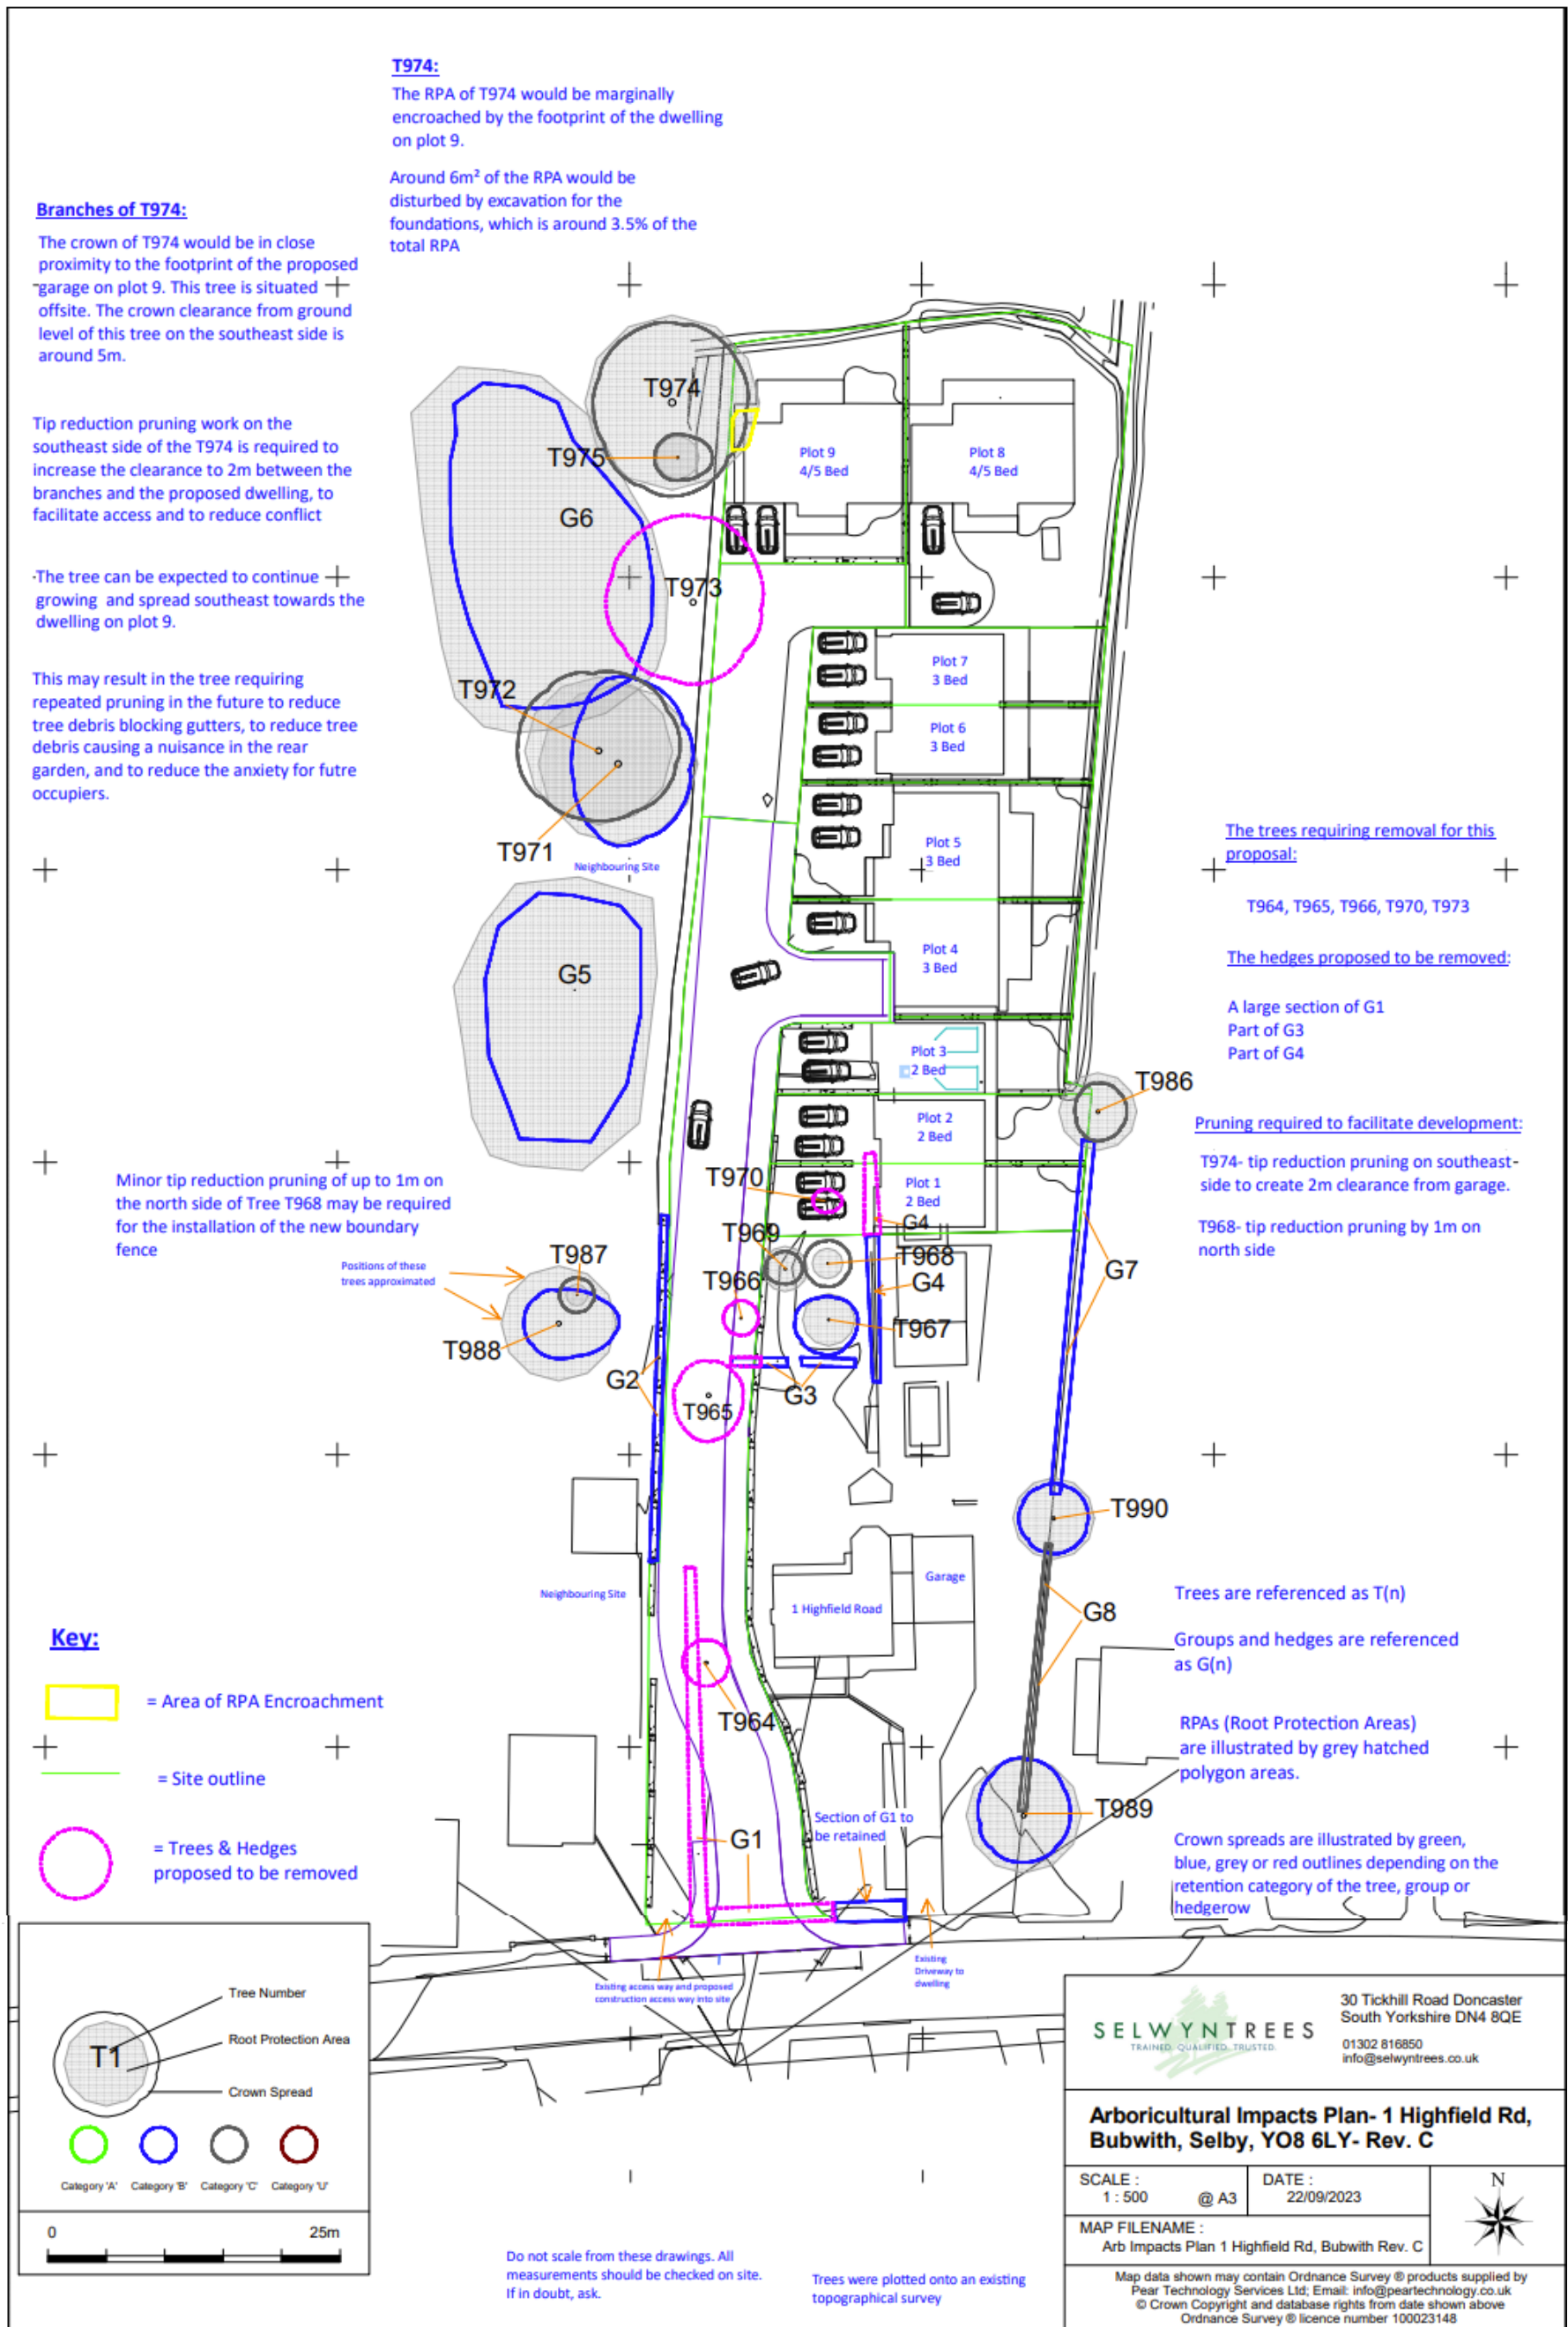 T974:
The RPA of T974 would be marginally
encroached by the footprint of the dwelling
on plot 9.
Around 6m² of the RPA would be
disturbed by excavation for the
foundations, which is around 3.5% of the
total RPA
Branches of T974:
The crown of T974 would be in close
proximity to the footprint of the proposed
garage on plot 9. This tree is situated
offsite. The crown clearance from ground
level of this tree on the southeast side is
around 5m.
Tip reduction pruning work on the
southeast side of the T974 is required to
increase the clearance to 2m between the
branches and the proposed dwelling, to
facilitate access and to reduce conflict
The tree can be expected to continue
growing and spread southeast towards the
dwelling on plot 9.
This may result in the tree requiring
repeated pruning in the future to reduce
tree debris blocking gutters, to reduce tree
debris causing a nuisance in the rear
garden, and to reduce the anxiety for futre
occupiers.
T974
T975
G6
T973
T972
T971
Neighbouring Site
G5
Plot 9
4/5 Bed
Plot 8
4/5 Bed
Plot 7
3 Bed
Plot 6
3 Bed
Plot 5
3 Bed
Plot 4
3 Bed
Plot 3
2 Bed
Plot 2
2 Bed
Plot 1
2 Bed
The trees requiring removal for this
proposal:
T964, T965, T966, T970, T973
The hedges proposed to be removed:
A large section of G1
Part of G3
Part of G4
T986
Pruning required to facilitate development:
T974- tip reduction pruning on southeast
side to create 2m clearance from garage.
T968- tip reduction pruning by 1m on
north side
Minor tip reduction pruning of up to 1m on
the north side of Tree T968 may be required
for the installation of the new boundary
fence
Positions of these
trees approximated
T987
T988
T970
G4
T969
T968
T966
G4
T967
G7
G2
G3
T965
T990
Neighbouring Site
1 Highfield Road
Garage
G8
T964
T989
G1
Section of G1 to
be retained
Existing access way and proposed
construction access way into site
Existing
Driveway to
dwelling
Trees are referenced as T(n)
Groups and hedges are referenced
as G(n)
RPAs (Root Protection Areas)
are illustrated by grey hatched
polygon areas.
Crown spreads are illustrated by green,
blue, grey or red outlines depending on the
retention category of the tree, group or
hedgerow
Key:
= Area of RPA Encroachment
= Site outline
= Trees & Hedges
proposed to be removed
Tree Number
Root Protection Area
T1
Crown Spread
Category 'A' Category 'B' Category 'C' Category 'U'
0 25m
Do not scale from these drawings. All
measurements should be checked on site.
If in doubt, ask.
Trees were plotted onto an existing
topographical survey
SELWYNTREES
TRAINED. QUALIFIED. TRUSTED.
30 Tickhill Road Doncaster
South Yorkshire DN4 8QE
01302 816850
info@selwyntrees.co.uk
Arboricultural Impacts Plan- 1 Highfield Rd,
Bubwith, Selby, YO8 6LY- Rev. C
SCALE :
1 : 500 @ A3
DATE :
22/09/2023
N
MAP FILENAME :
Arb Impacts Plan 1 Highfield Rd, Bubwith Rev. C
Map data shown may contain Ordnance Survey ® products supplied by
Pear Technology Services Ltd; Email: info@peartechnology.co.uk
© Crown Copyright and database rights from date shown above
Ordnance Survey ® licence number 100023148